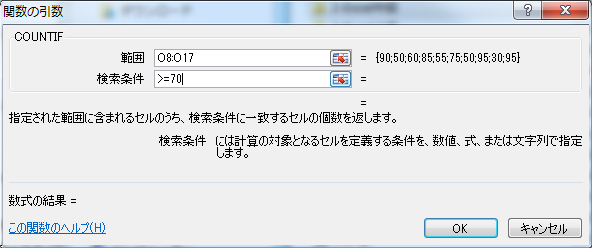 関数の引数
COUNTIF
範囲 O8:O17 = {90;50;60;85;55;75;50;95;30;95}
検索条件 >=70 =
=
指定された範囲に含まれるセルのうち、検索条件に一致するセルの個数を返します。
検索条件 には計算の対象となるセルを定義する条件を、数値、式、または文字列で指定
します。
数式の結果 =
この関数のヘルプ(H) OK キャンセル